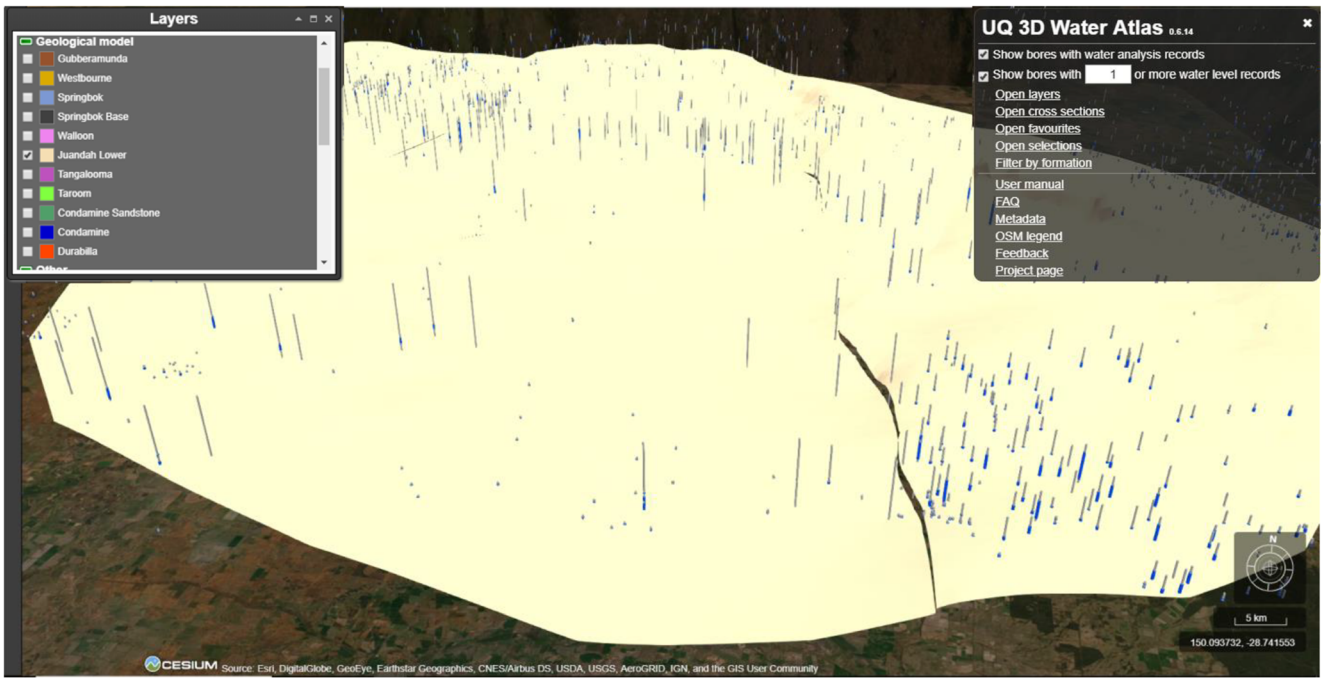 Layers
Geological model
Gubberamunda
Westbourne
Springbok
Springbok Base
Walloon
Juandah Lower
Tangalooma
Taroom
Condamine Sandstone
Condamine
Durabilla
Other
UQ 3D Water Atlas 0.6.14
Show bores with water analysis records
Show bores with 1 or more water level records
Open layers
Open cross sections
Open favourites
Open selections
Filter by formation
User manual
FAQ
Metadata
OSM legend
Feedback
Project page
N
5 km
150.093732, -28.741553
CESIUM Source: Esri, DigitalGlobe, GeoEye, Earthstar Geographics, CNES/Airbus DS, USDA, USGS, AeroGRID, IGN, and the GIS User Community